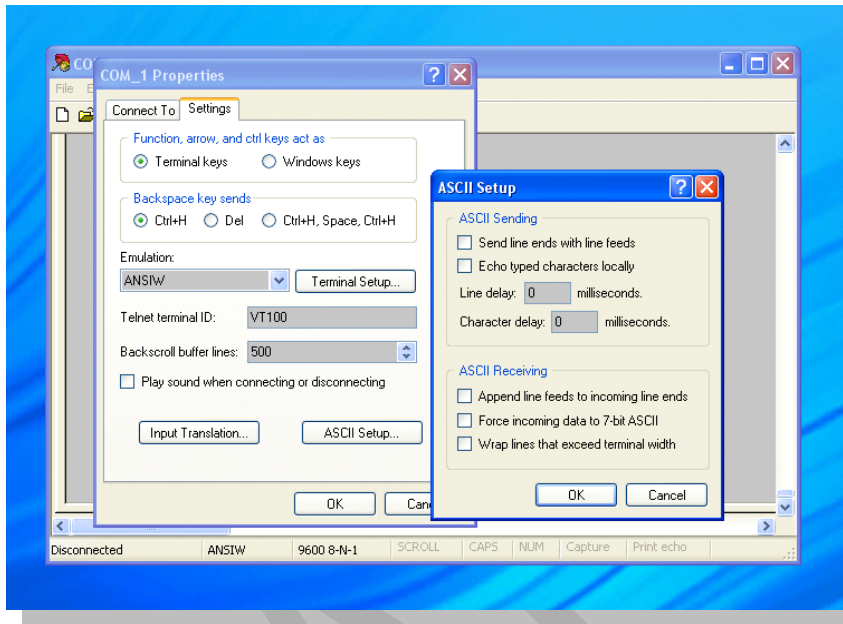 CO
File E
COM_1 Properties
Connect To Settings
Function, arrow, and ctrl keys act as
Terminal keys Windows keys
Backspace key sends
Ctrl+H Del Ctrl+H, Space, Ctrl+H
Emulation:
ANSIW Terminal Setup...
Telnet terminal ID: VT100
Backscroll buffer lines: 500
Play sound when connecting or disconnecting
Input Translation... ASCII Setup...
OK Can
ASCII Setup
ASCII Sending
Send line ends with line feeds
Echo typed characters locally
Line delay: 0 milliseconds.
Character delay: 0 milliseconds.
ASCII Receiving
Append line feeds to incoming line ends
Force incoming data to 7-bit ASCII
Wrap lines that exceed terminal width
OK Cancel
Disconnected ANSIW 9600 8-N-1 SCROLL CAPS NUM Capture Print echo